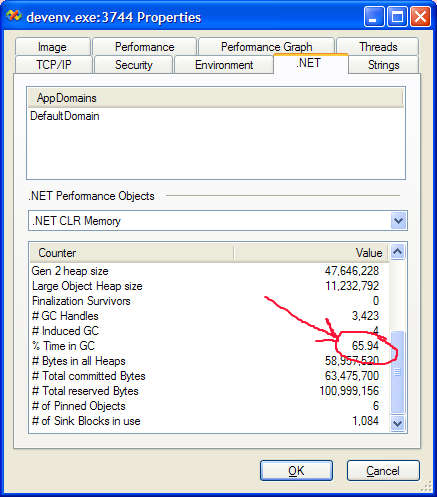 devenv.exe:3744 Properties
Image Performance Performance Graph Threads
TCP/IP Security Environment .NET Strings
AppDomains
DefaultDomain
.NET Performance Objects
.NET CLR Memory
Counter Value
Gen 2 heap size 47,646,228
Large Object Heap size 11,232,792
Finalization Survivors 0
# GC Handles 3,423
# Induced GC 4
% Time in GC 65.94
# Bytes in all Heaps 58,957,520
# Total committed Bytes 63,475,700
# Total reserved Bytes 100,999,156
# of Pinned Objects 6
# of Sink Blocks in use 1,084
OK Cancel